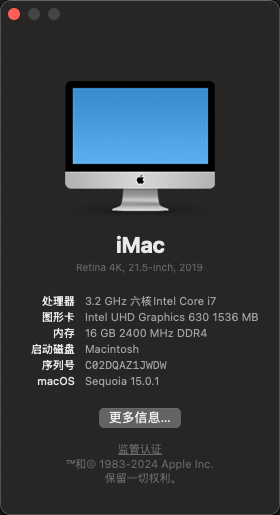 iMac
Retina 4K, 21.5-inch, 2019
处理器 3.2 GHz 六核Intel Core i7
图形卡 Intel UHD Graphics 630 1536 MB
内存 16 GB 2400 MHz DDR4
启动磁盘 Macintosh
序列号 C02DQAZ1JWDW
macOS Sequoia 15.0.1
更多信息...
监管认证
™和© 1983-2024 Apple Inc.
保留一切权利。